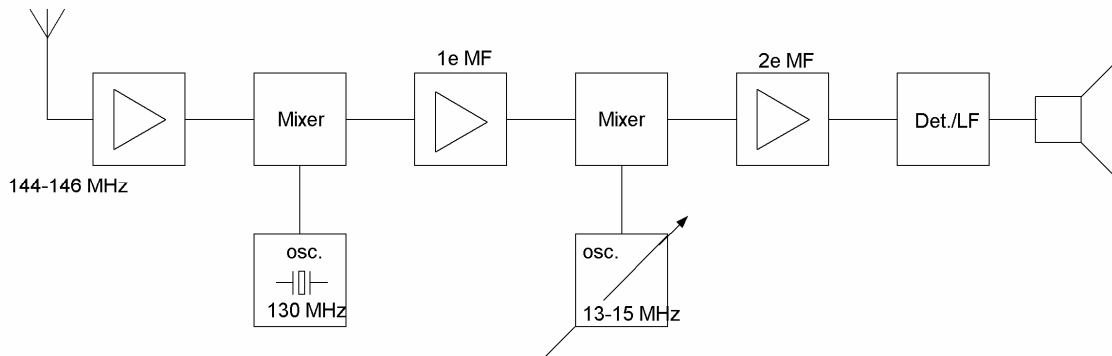 1e MF
2e MF
Mixer
Mixer
Det./LF
144-146 MHz
osc.
130 MHz
osc.
13-15 MHz